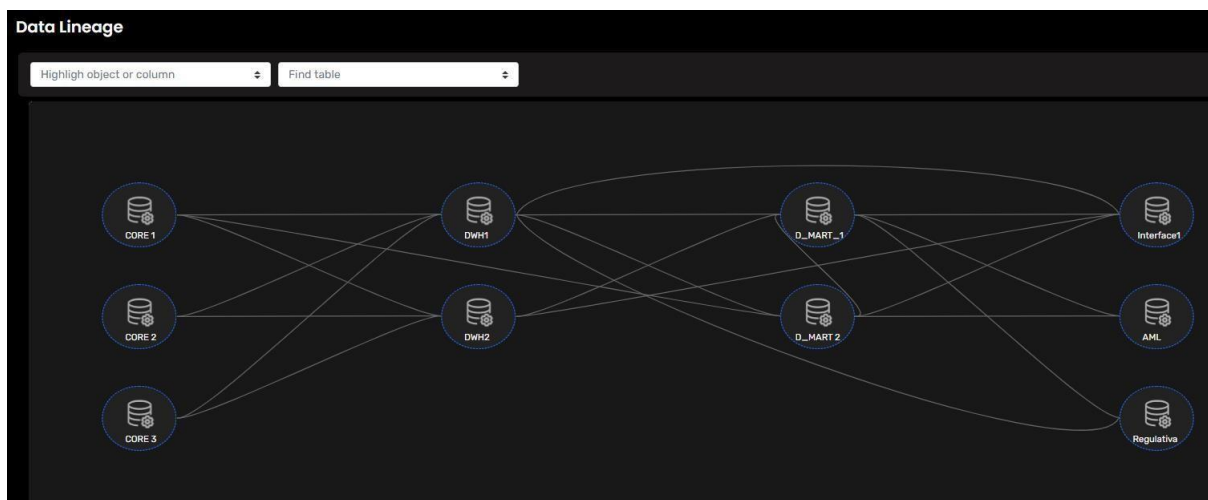 Data Lineage
Highligh object or column
Find table
CORE 1
DWH1
D_MART_1
Interface1
CORE 2
DWH2
D_MART 2
AML
CORE 3
Regulativa